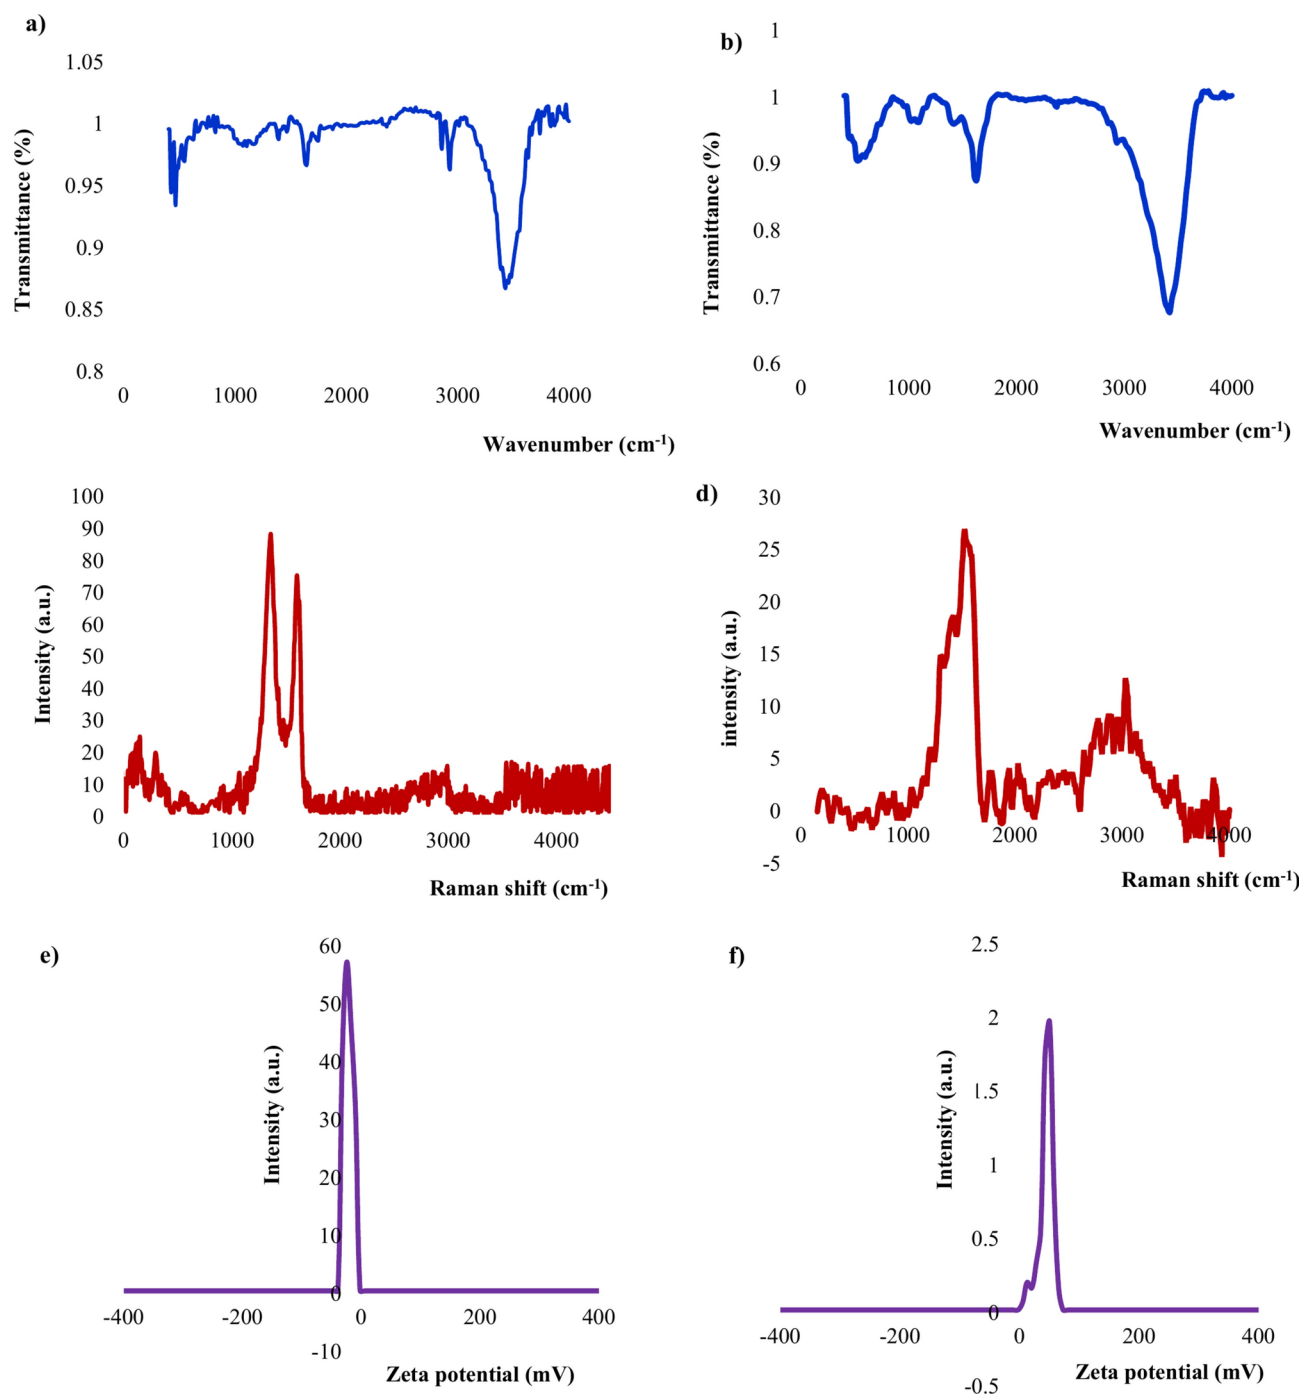 a)
1.05
1
0.95
0.9
0.85
0.8
Transmittance (%)
0 1000 2000 3000 4000
Wavenumber (cm-1)
b)
1
1
0.9
0.8
0.7
0.6
Transmittance (%)
0 1000 2000 3000 4000
Wavenumber (cm-1)
100
90
80
70
60
50
40
30
20
10
0
Intensity (a.u.)
0 1000 2000 3000 4000
Raman shift (cm-1)
d)
30
25
20
15
10
5
0
-5
intensity (a.u.)
0 1000 2000 3000 4000
Raman shift (cm-1)
e)
60
50
40
30
20
10
0
-10
Intensity (a.u.)
-400 -200 0 200 400
Zeta potential (mV)
f)
2.5
2
1.5
1
0.5
0
-0.5
Intensity (a.u.)
-400 -200 0 200 400
Zeta potential (mV)